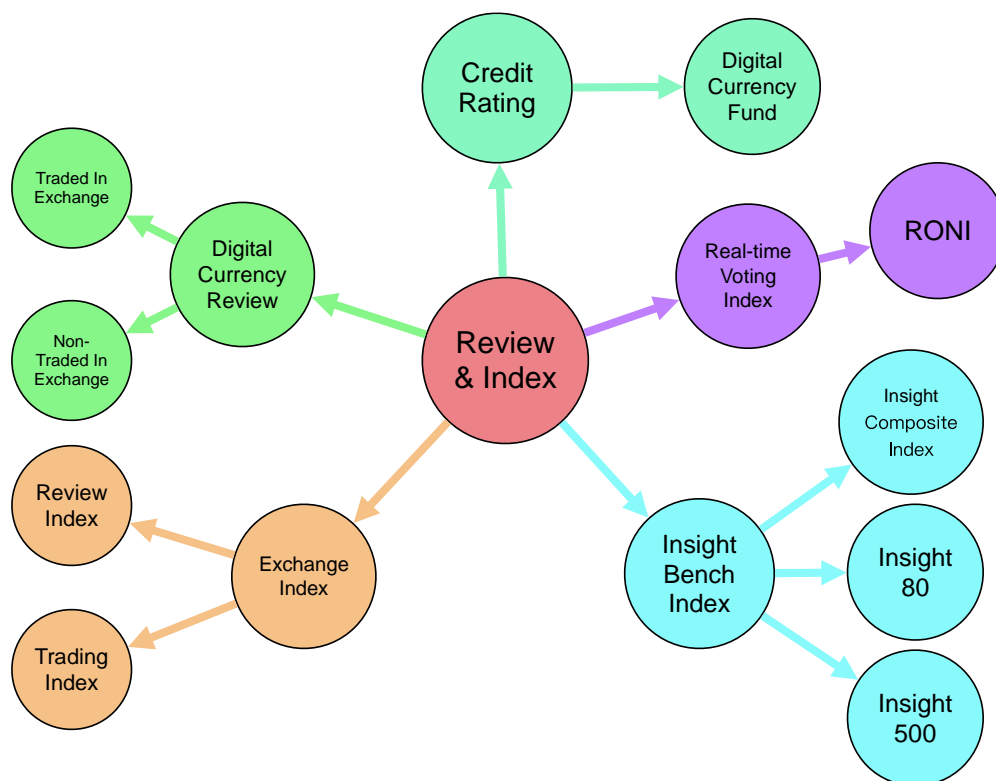 Credit
Rating
Digital
Currency
Fund
Traded In
Exchange
Digital
Currency
Review
Non-
Traded In
Exchange
Real-time
Voting
Index
RONI
Review
& Index
Insight
Composite
Index
Review
Index
Exchange
Index
Trading
Index
Insight
Bench
Index
Insight
80
Insight
500